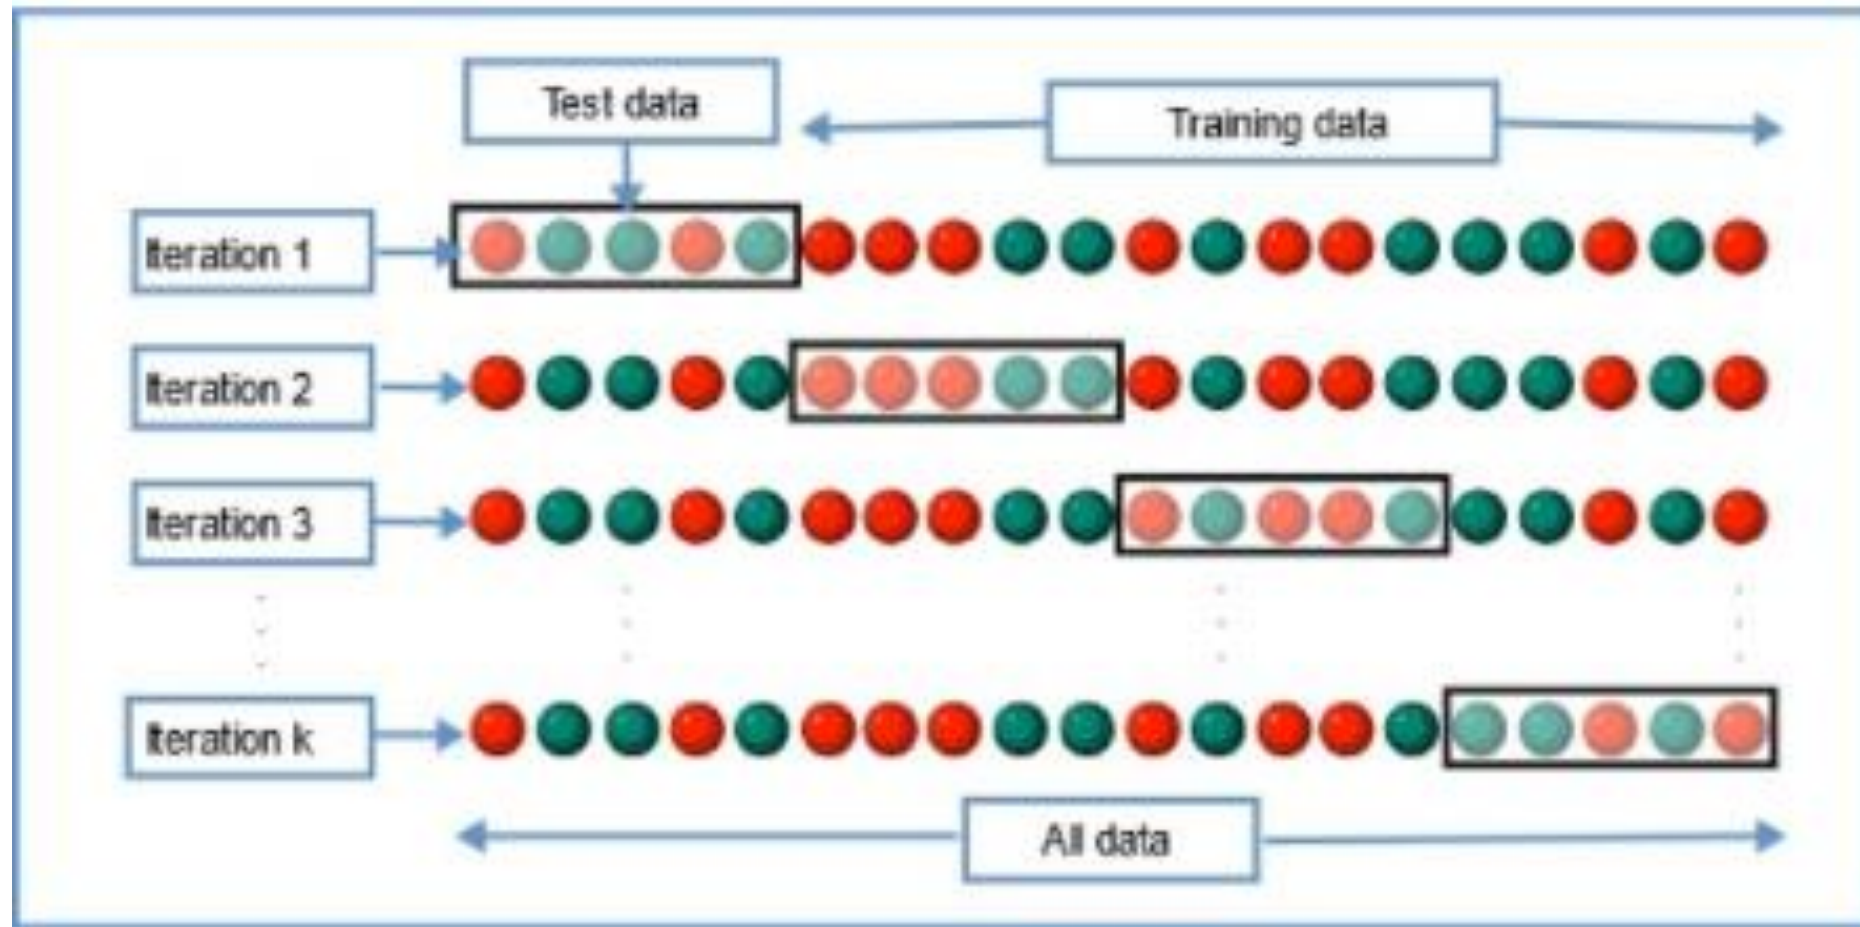 Test data
Training data
Iteration 1
Iteration 2
Iteration 3
Iteration k
All data